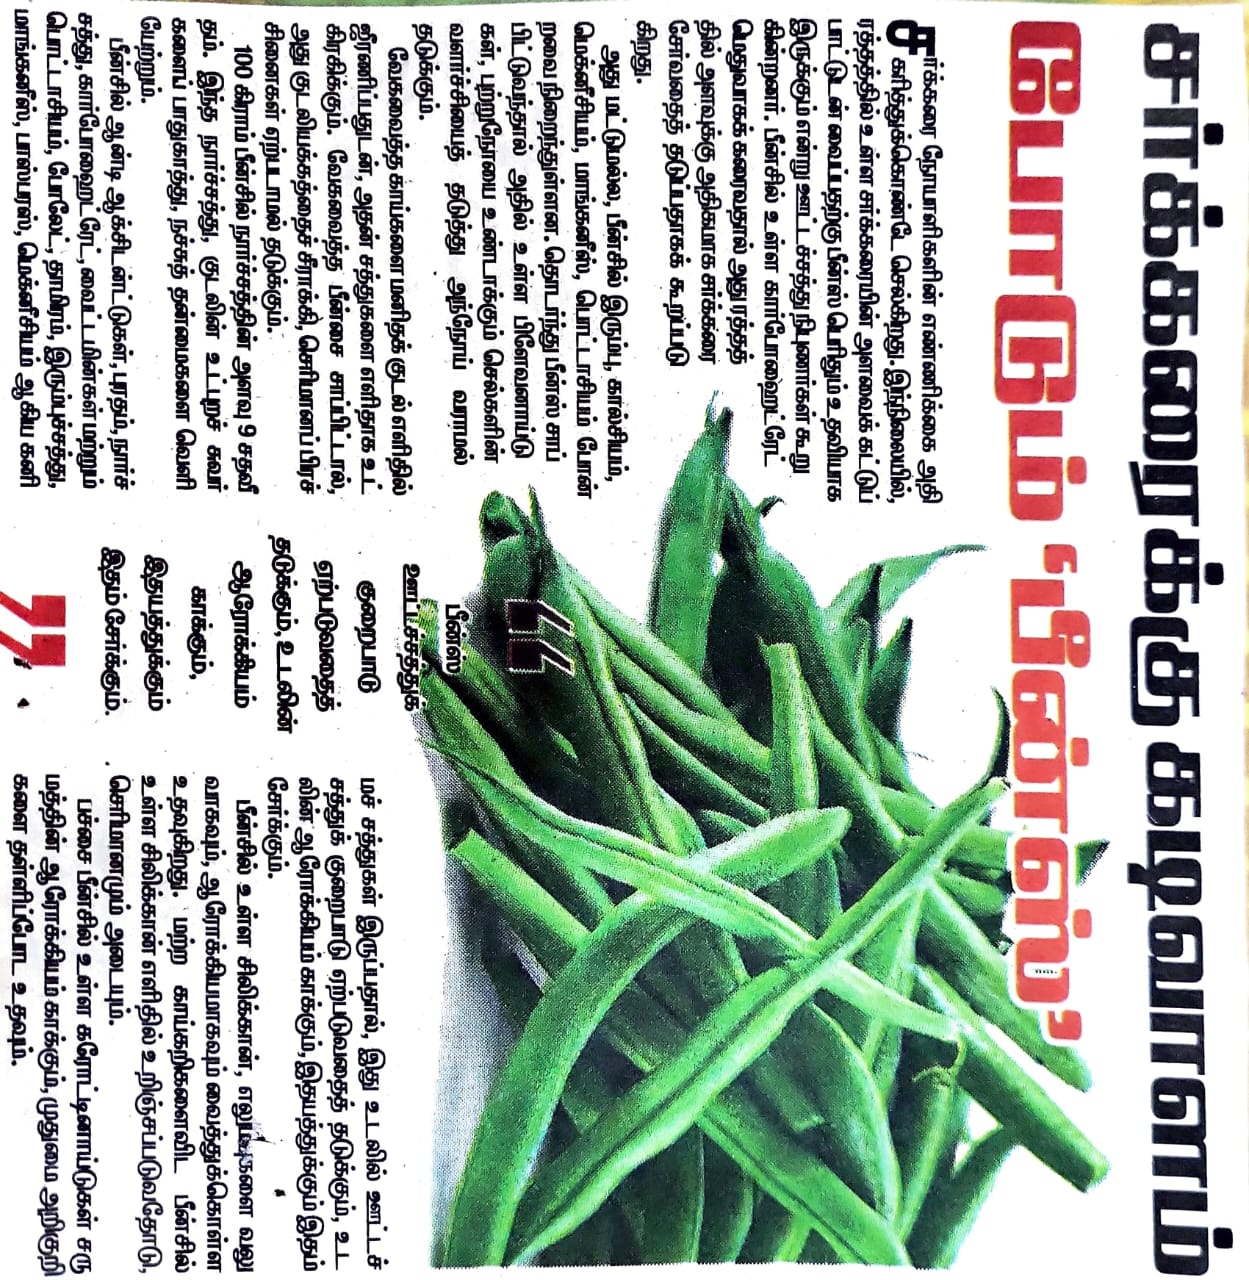 சர்க்கரைக்கு கடிவாளம்
போடும் ‘பீன்ஸ்’
சர்க்கரை நோயாளிகளின் எண்ணிக்கை அதி
கரித்துக்கொண்டே செல்கிறது. இந்நிலையில்,
ரத்தத்தில் உள்ள சர்க்கரையின் அளவைக் கட்டுப்
பாட்டுடன் வைப்பதற்கு பீன்ஸ் பெரிதும் உதவியாக
இருக்கும் என்று ஊட்டச்சத்து நிபுணர்கள் கூறு
கின்றனர். பீன்சில் உள்ள கார்போஹைட்ரேட்
மெதுவாகக் கரைவதால் அது ரத்தத்
தில் அளவுக்கு அதிகமாக சர்க்கரை
சேர்வதைத் தடுப்பதாகக் கூறப்படு
கிறது.
அது மட்டுமல்ல, பீன்சில் இரும்பு, கால்சியம்,
மெக்னீசியம், மாங்கனீஸ், பொட்டாசியம் போன்
றவை நிறைந்துள்ளன. தொடர்ந்து பீன்ஸ் சாப்
பிட்டுவந்தால் அதில் உள்ள பிளேவனாய்டு
கள், புற்றுநோயை உண்டாக்கும் செல்களின்
வளர்ச்சியைத் தடுத்து அந்நோய் வராமல்
தடுக்கும்.
வேகவைத்த காய்களை மனிதக் குடல் எளிதில்
ஜீரணிப்பதுடன், அதன் சத்துகளை எளிதாக உட்
கிரகிக்கும். வேகவைத்த பீன்சை சாப்பிட்டால்,
அது குடலியக்கத்தைச் சீராக்கி, செரிமானப் பிரச்
சினைகள் ஏற்படாமல் தடுக்கும்.
100 கிராம் பீன்சில் நார்ச்சத்தின் அளவு 9 சதவீ
தம். இந்த நார்ச்சத்து, குடலின் உட்புறச் சுவர்
களைப் பாதுகாத்து, நச்சுத் தன்மைகளை வெளி
யேற்றும்.
பீன்சில் ஆன்டி ஆக்சிடன்ட்டுகள், புரதம், நார்ச்
சத்து, கார்போஹைட்ரேட், வைட்டமின்கள் மற்றும்
பொட்டாசியம், போலேட், தாமிரம், இரும்புச்சத்து,
மாங்கனீஸ், பாஸ்பரஸ், மெக்னீசியம் ஆகிய கனி
“
பீன்ஸ்
ஊட்டச்சத்துக்
குறைபாடு
ஏற்படுவதைத்
தடுக்கும், உடலின்
ஆரோக்கியம்
காக்கும்,
இதயத்துக்கும்
இதம் சேர்க்கும்.
”
மச் சத்துகள் இருப்பதால், இது உடலில் ஊட்டச்
சத்துக் குறைபாடு ஏற்படுவதைத் தடுக்கும், உட
லின் ஆரோக்கியம் காக்கும், இதயத்துக்கும் இதம்
சேர்க்கும்.
பீன்சில் உள்ள சிலிக்கான், எலும்புகளை வலு
வாகவும், ஆரோக்கியமாகவும் வைத்துக்கொள்ள
உதவுகிறது. மற்ற காய்கறிகளைவிட பீன்சில்
உள்ள சிலிக்கான் எளிதில் உறிஞ்சப்படுவதோடு,
செரிமானமும் அடையும்.
பச்சை பீன்சில் உள்ள கரோட்டினாய்டுகள் சரு
மத்தின் ஆரோக்கியம் காக்கும், முதுமை அறிகுறி
களை தள்ளிப்போட உதவும்.